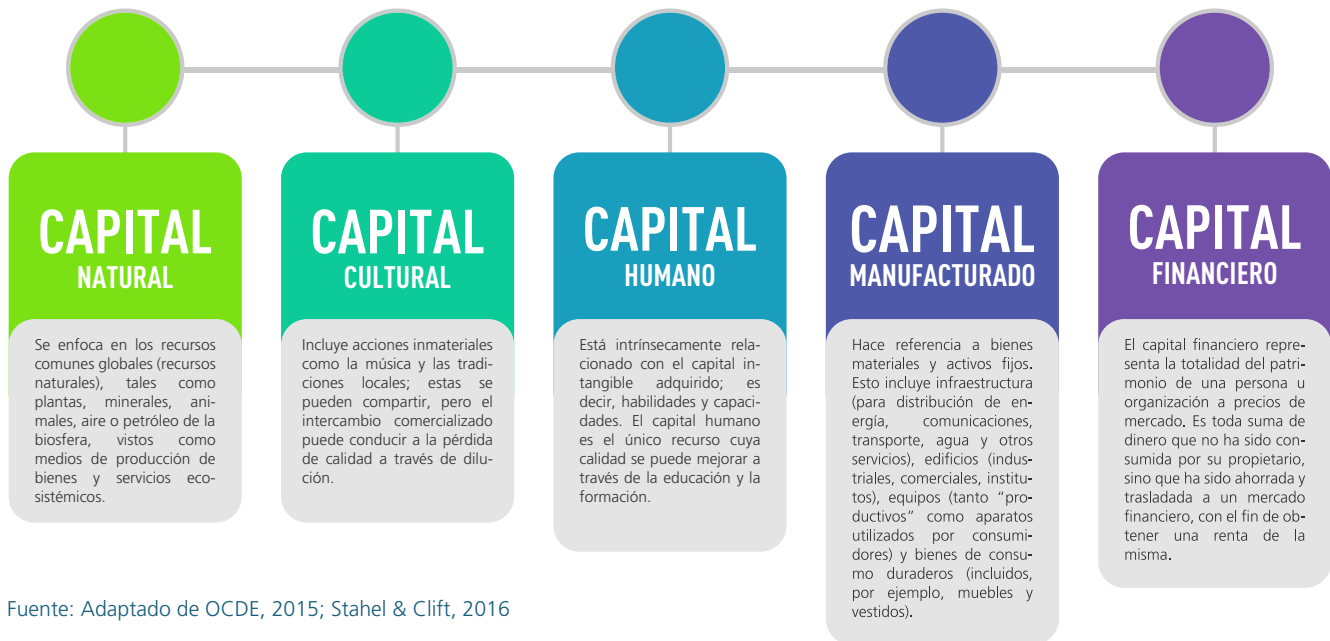 CAPITAL
NATURAL
Se enfoca en los recursos
comunes globales (recursos
naturales), tales como
plantas, minerales, ani-
males, aire o petróleo de la
biosfera, vistos como
medios de producción de
bienes y servicios eco-
sistémicos.
CAPITAL
CULTURAL
Incluye acciones inmateriales
como la música y las tradi-
ciones locales; estas se
pueden compartir, pero el
intercambio comercializado
puede conducir a la pérdida
de calidad a través de dilu-
ción.
CAPITAL
HUMANO
Está intrínsecamente rela-
cionado con el capital in-
tangible adquirido; es
decir, habilidades y capaci-
dades. El capital humano
es el único recurso cuya
calidad se puede mejorar a
través de la educación y la
formación.
CAPITAL
MANUFACTURADO
Hace referencia a bienes
materiales y activos fijos.
Esto incluye infraestructura
(para distribución de en-
ergía, comunicaciones,
transporte, agua y otros
servicios), edificios (indus-
triales, comerciales, institu-
tos), equipos (tanto “pro-
ductivos” como aparatos
utilizados por consumi-
dores) y bienes de consu-
mo duraderos (incluidos,
por ejemplo, muebles y
vestidos).
CAPITAL
FINANCIERO
El capital financiero repre-
senta la totalidad del patri-
monio de una persona u
organización a precios de
mercado. Es toda suma de
dinero que no ha sido con-
sumida por su propietario,
sino que ha sido ahorrada y
trasladada a un mercado
financiero, con el fin de ob-
tener una renta de la
misma.
Fuente: Adaptado de OCDE, 2015; Stahel & Clift, 2016